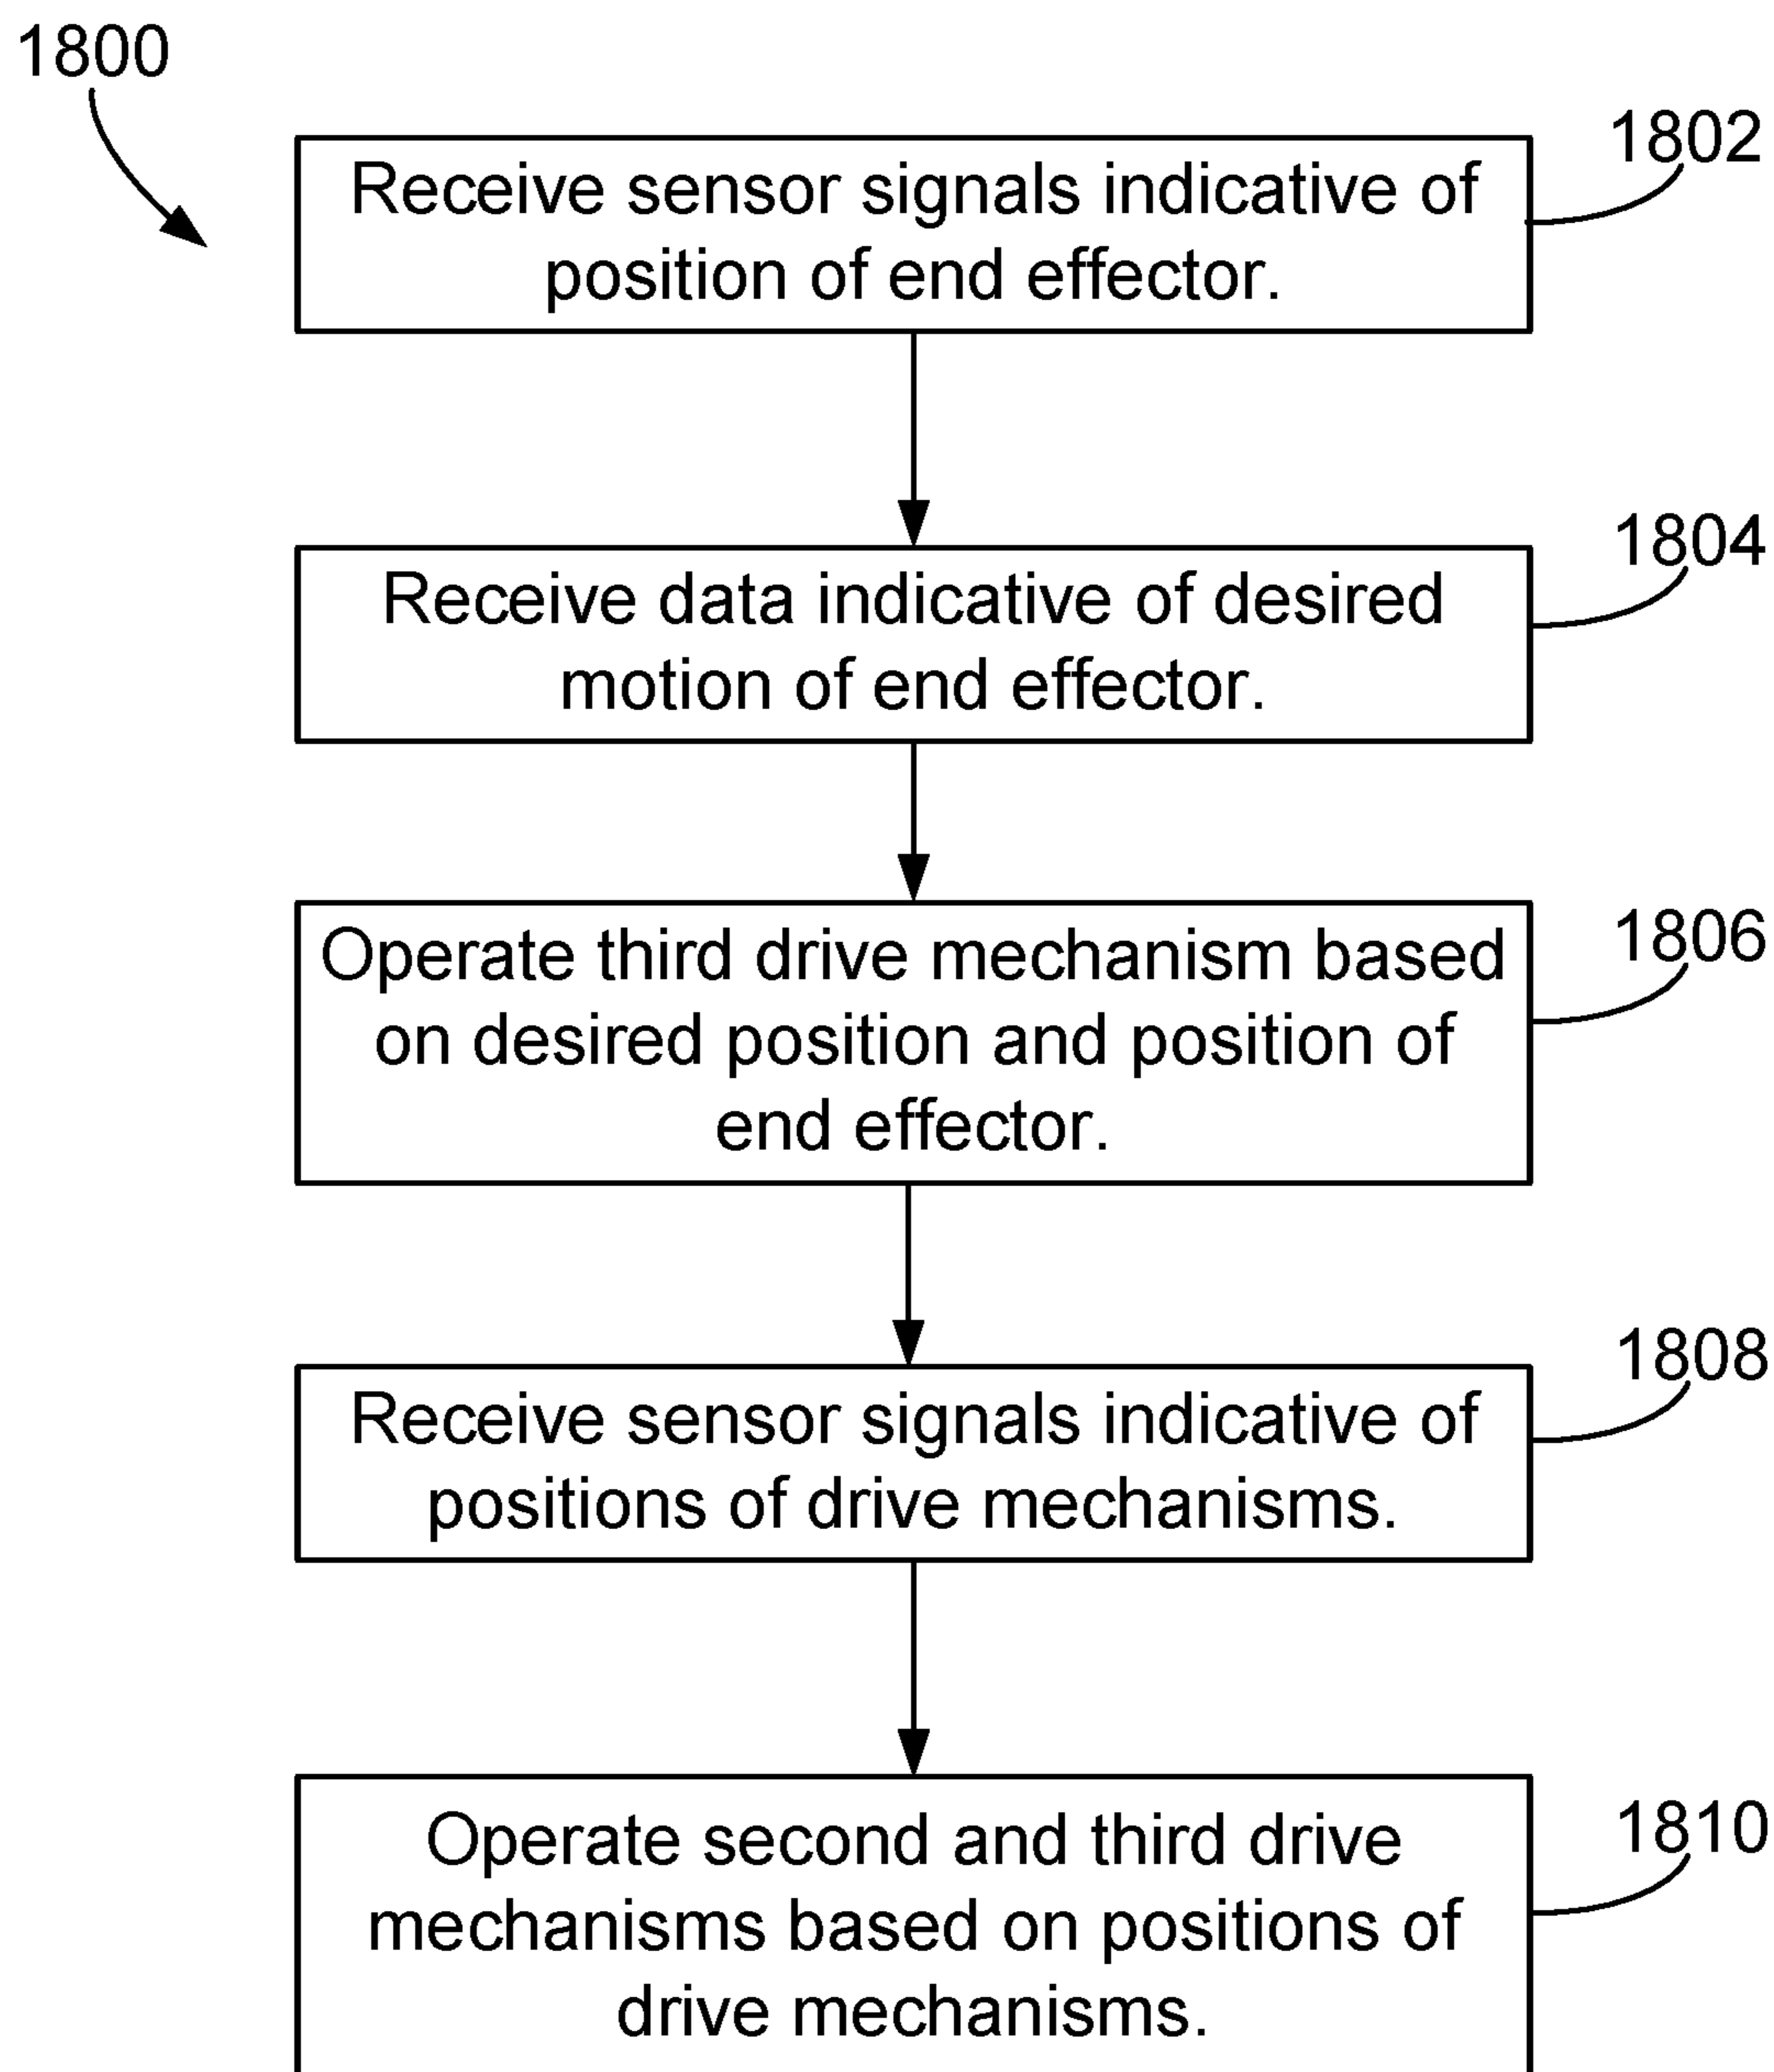 1800
1802
Receive sensor signals indicative of
position of end effector.
1804
Receive data indicative of desired
motion of end effector.
1806
Operate third drive mechanism based
on desired position and position of
end effector.
1808
Receive sensor signals indicative of
positions of drive mechanisms.
1810
Operate second and third drive
mechanisms based on positions of
drive mechanisms.